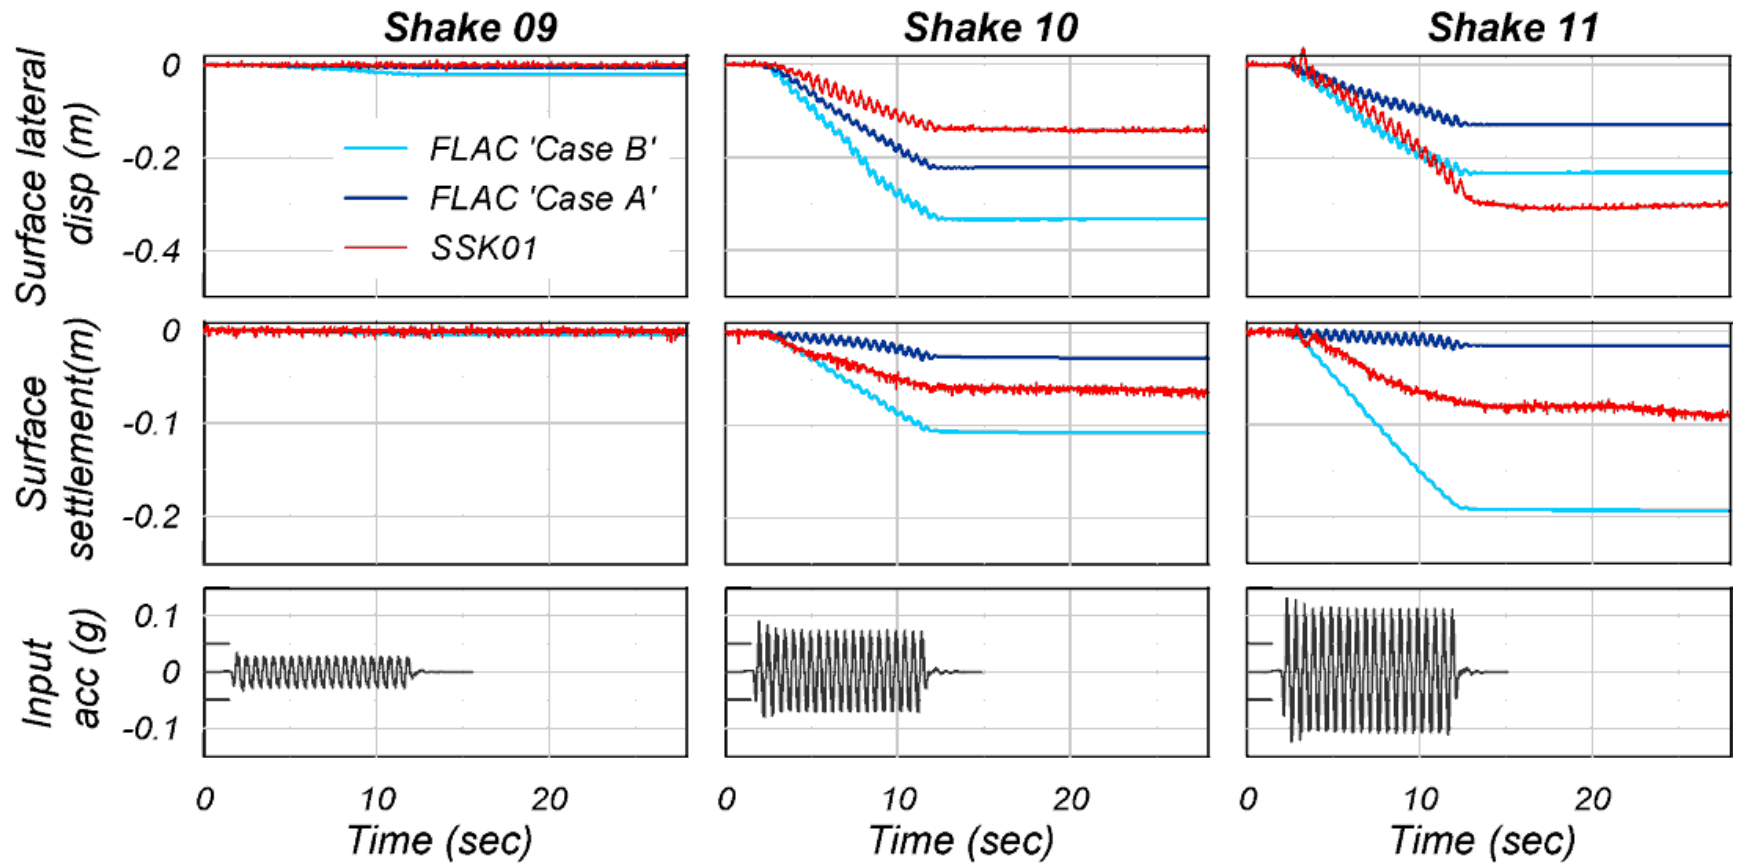 Shake 09
Shake 10
Shake 11
Surface lateral
disp (m)
0
-0.2
-0.4
FLAC 'Case B'
FLAC 'Case A'
SSK01
Surface
settlement(m)
0
-0.1
-0.2
Input
acc (g)
0.1
0
-0.1
0 10 20
0 10 20
0 10 20
Time (sec)
Time (sec)
Time (sec)